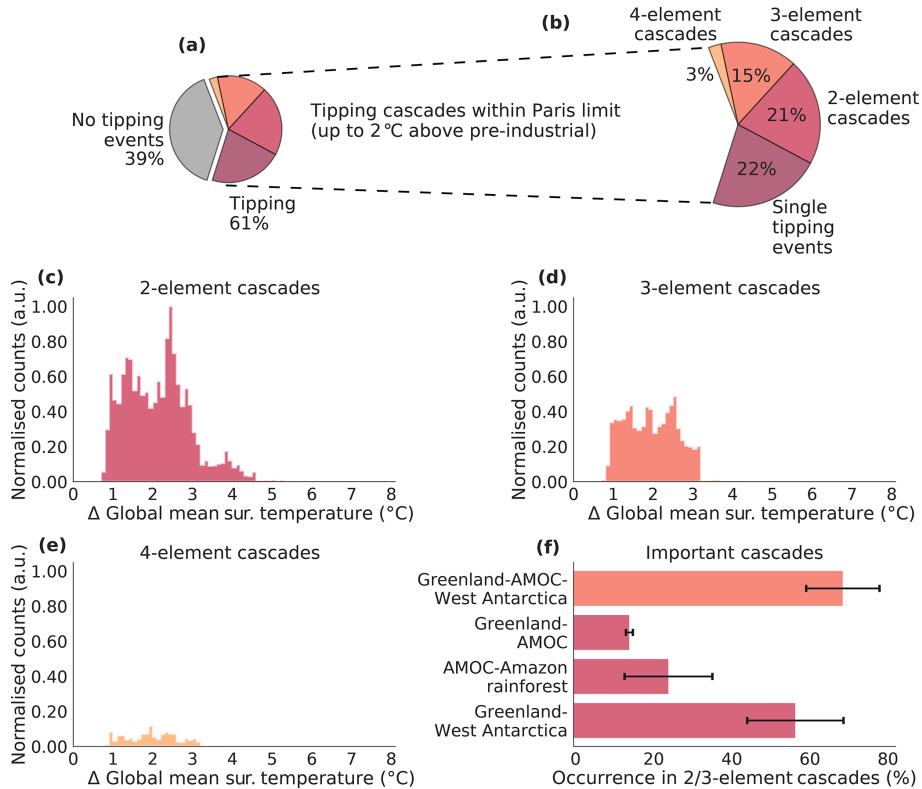 (a)
No tipping
events
39%
Tipping
61%
Tipping cascades within Paris limit
(up to 2°C above pre-industrial)
(b)
4-element
cascades
3-element
cascades
3%
15%
21%
2-element
cascades
22%
Single
tipping
events
(c)
2-element cascades
Normalised counts (a.u.)
1.00
0.80
0.60
0.40
0.20
0.00
0 1 2 3 4 5 6 7 8
Δ Global mean sur. temperature (°C)
(d)
3-element cascades
Normalised counts (a.u.)
1.00
0.80
0.60
0.40
0.20
0.00
0 1 2 3 4 5 6 7 8
Δ Global mean sur. temperature (°C)
(e)
4-element cascades
Normalised counts (a.u.)
1.00
0.80
0.60
0.40
0.20
0.00
0 1 2 3 4 5 6 7 8
Δ Global mean sur. temperature (°C)
(f)
Important cascades
Greenland-AMOC-
West Antarctica
Greenland-
AMOC
AMOC-Amazon
rainforest
Greenland-
West Antarctica
0 20 40 60 80
Occurrence in 2/3-element cascades (%)